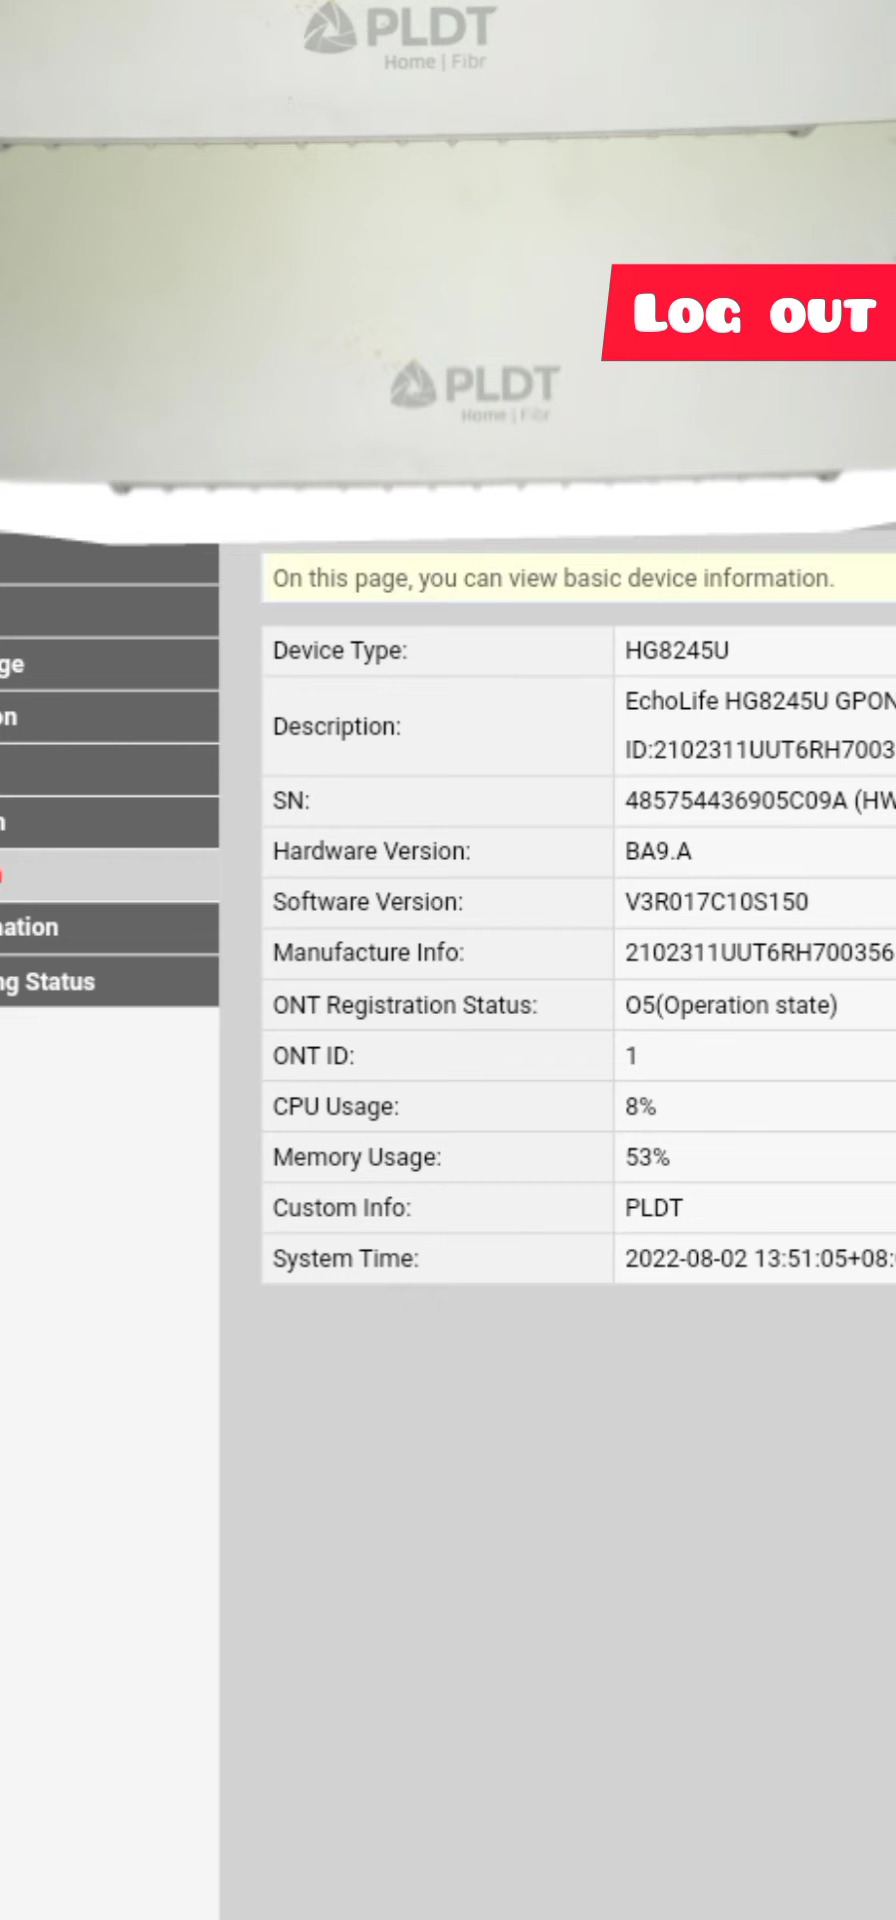 PLDT
Home | Fibr
LOG OUT
PLDT
Home | Fibr
On this page, you can view basic device information.
Device Type: HG8245U
Description: EchoLife HG8245U GPON
ID:2102311UUT6RH7003
SN: 485754436905C09A (HW
ge
Hardware Version: BA9.A
on
Software Version: V3R017C10S150
Manufacture Info: 2102311UUT6RH700356
ation
ng Status
ONT Registration Status: O5(Operation state)
ONT ID: 1
CPU Usage: 8%
Memory Usage: 53%
Custom Info: PLDT
System Time: 2022-08-02 13:51:05+08: